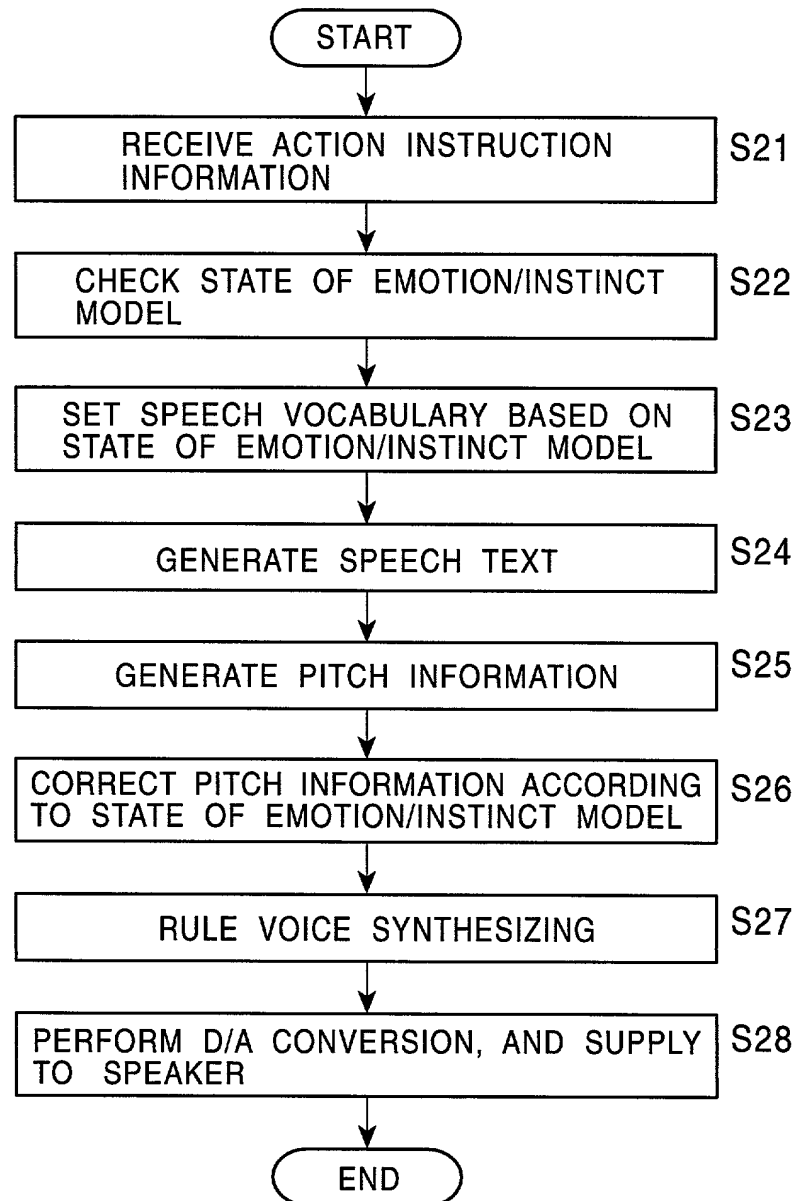 START
RECEIVE ACTION INSTRUCTION
INFORMATION
S21
CHECK STATE OF EMOTION/INSTINCT
MODEL
S22
SET SPEECH VOCABULARY BASED ON
STATE OF EMOTION/INSTINCT MODEL
S23
GENERATE SPEECH TEXT
S24
GENERATE PITCH INFORMATION
S25
CORRECT PITCH INFORMATION ACCORDING
TO STATE OF EMOTION/INSTINCT MODEL
S26
RULE VOICE SYNTHESIZING
S27
PERFORM D/A CONVERSION, AND SUPPLY
TO SPEAKER
S28
END